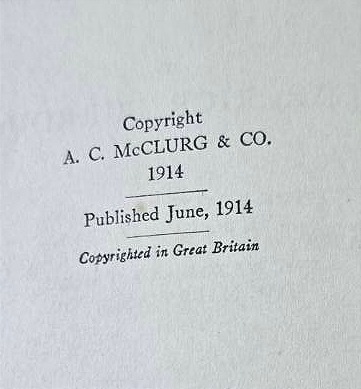 Copyright
A. C. McCLURG & CO.
1914
Published June, 1914
Copyrighted in Great Britain